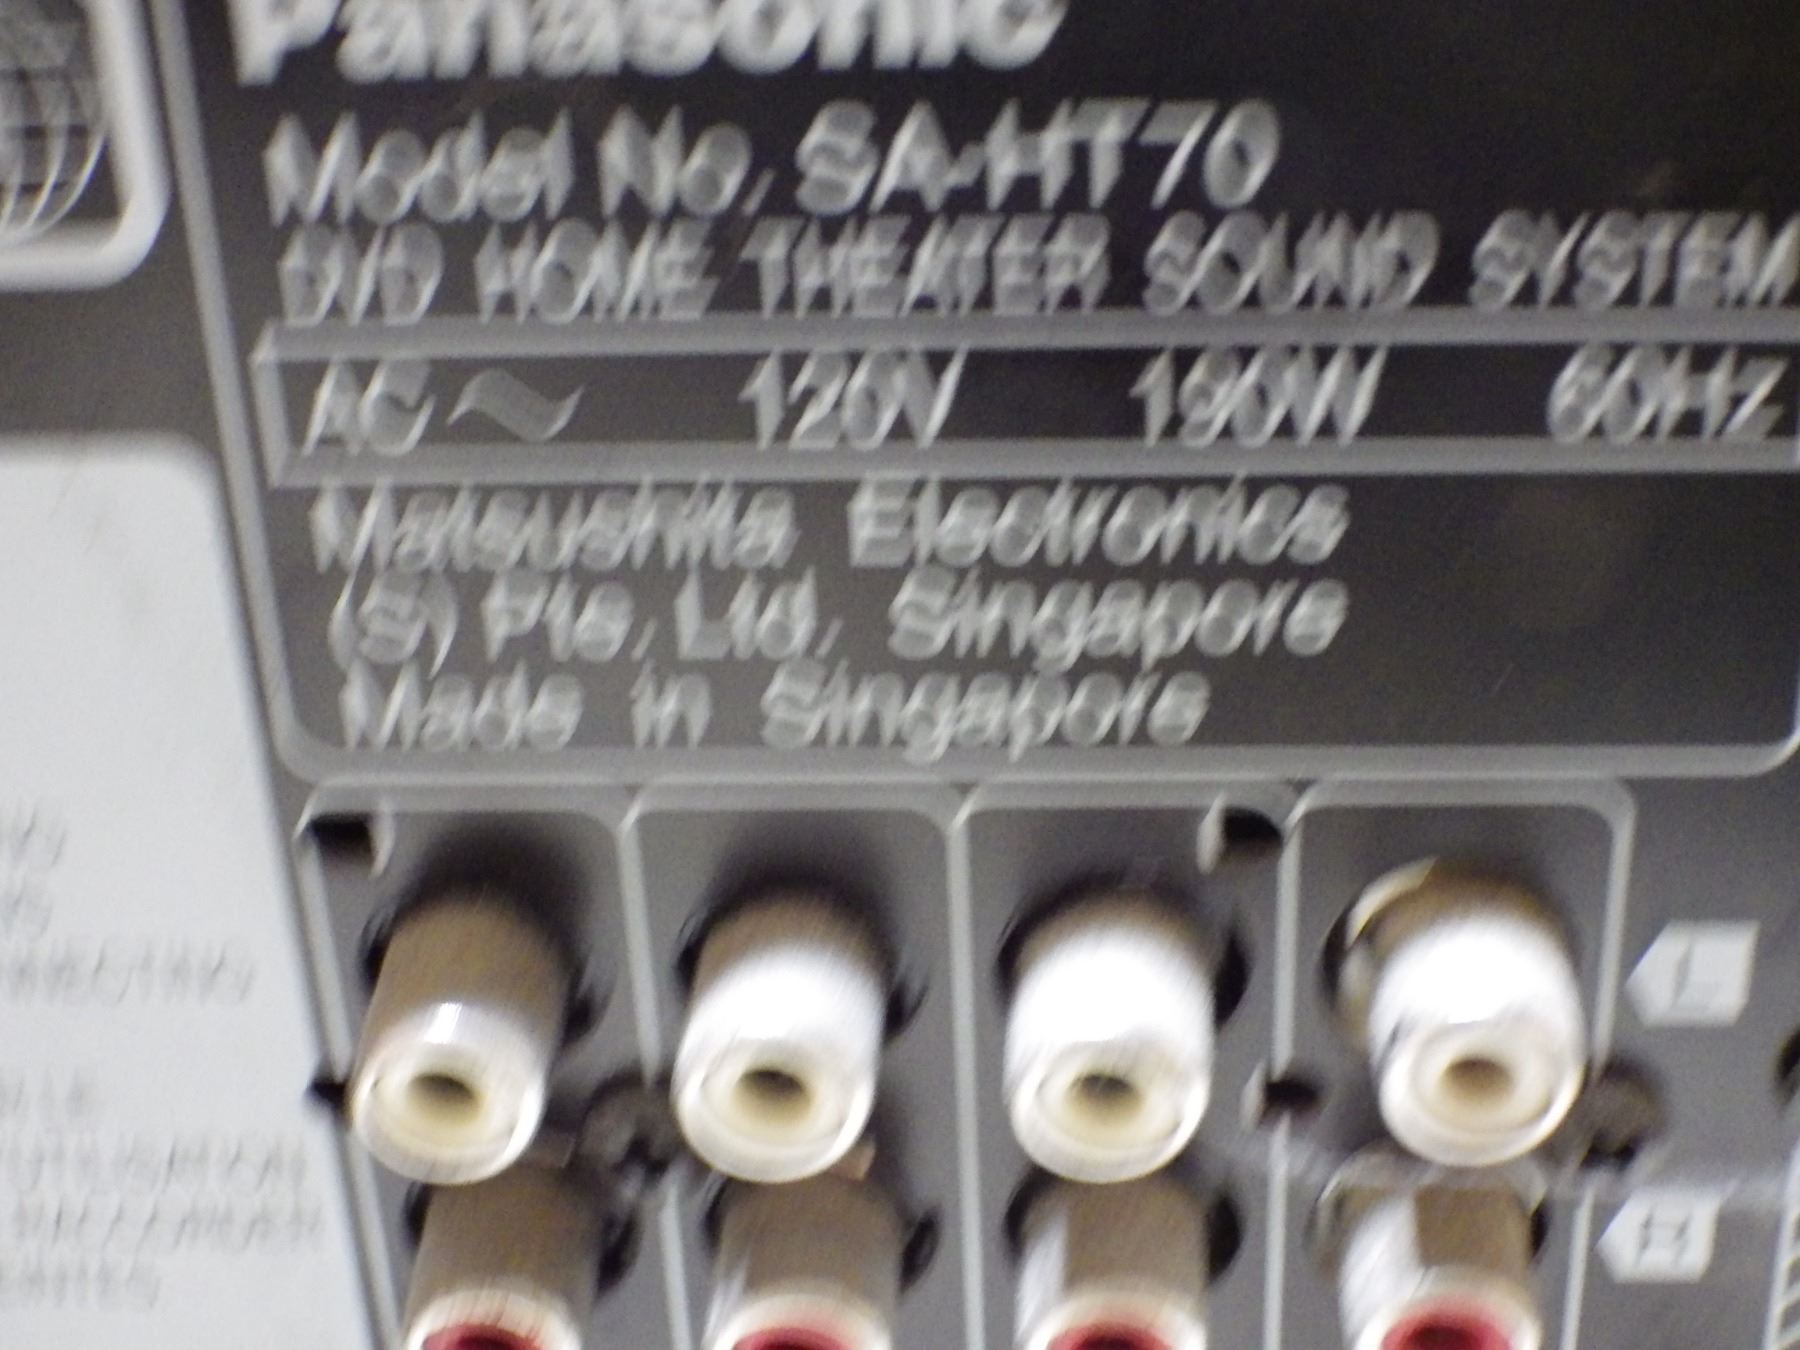 Panasonic
Model No. SA-HT70
DVD HOME THEATER SOUND SYSTEM
AC ~ 120V 190W 60Hz
Matsushita Electronics
(S) Pte. Ltd. Singapore
Made in Singapore
L
R